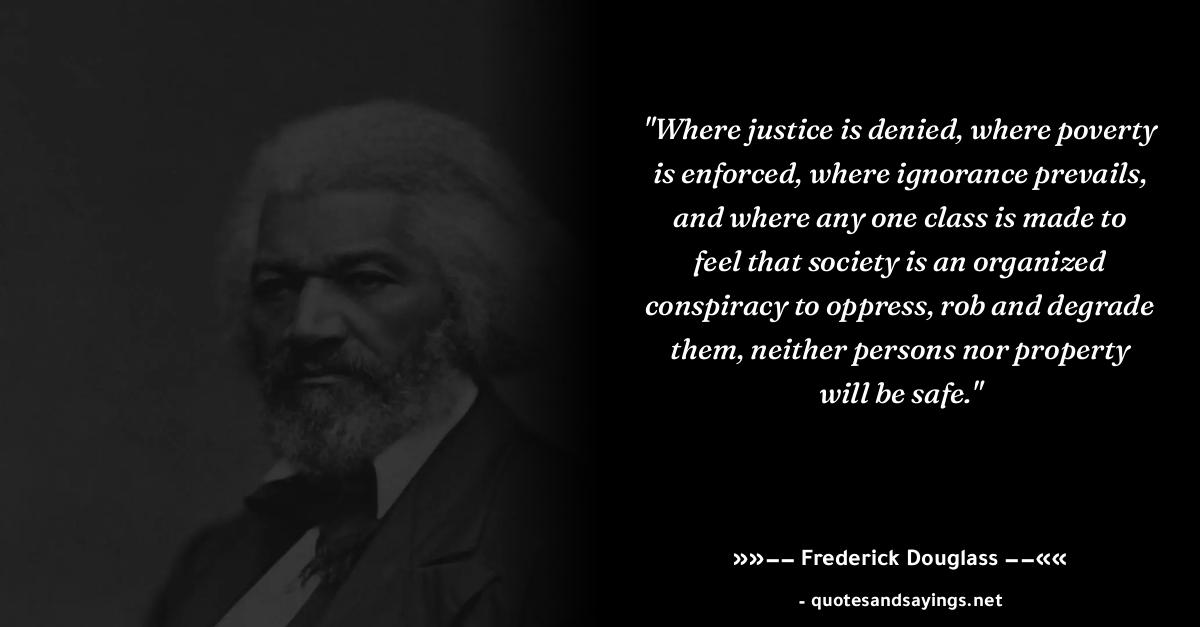 "Where justice is denied, where poverty
is enforced, where ignorance prevails,
and where any one class is made to
feel that society is an organized
conspiracy to oppress, rob and degrade
them, neither persons nor property
will be safe."
»»–– Frederick Douglass ––««
- quotesandsayings.net